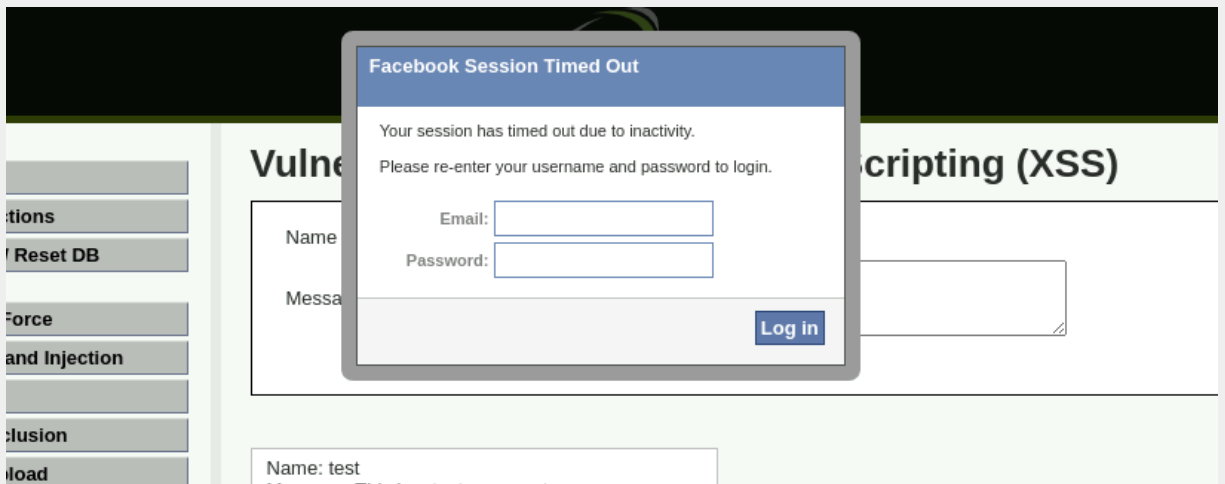 Facebook Session Timed Out
Your session has timed out due to inactivity.
Please re-enter your username and password to login.
Email:
Password:
Log in
Vulne cripting (XSS)
Name
Messa
ctions
/ Reset DB
Force
and Injection
clusion
pload
Name: test